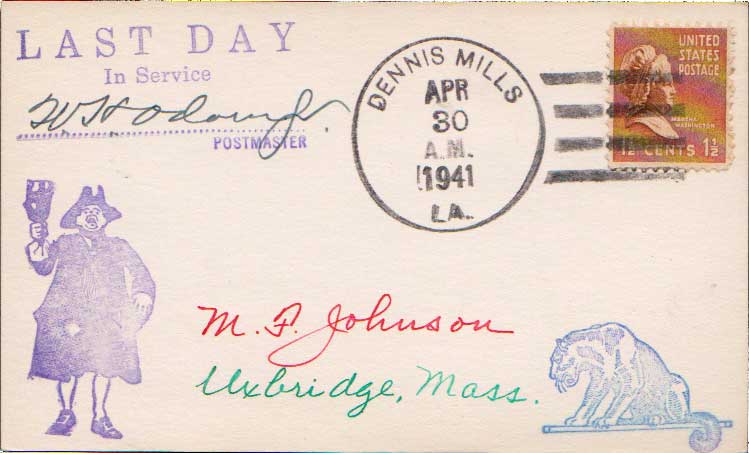 LAST DAY
In Service
POSTMASTER
DENNIS MILLS
APR
30
A.M.
1941
LA.
UNITED
STATES
POSTAGE
MARTHA
WASHINGTON
1½ CENTS 1½
M. F. Johnson
Uxbridge, Mass.